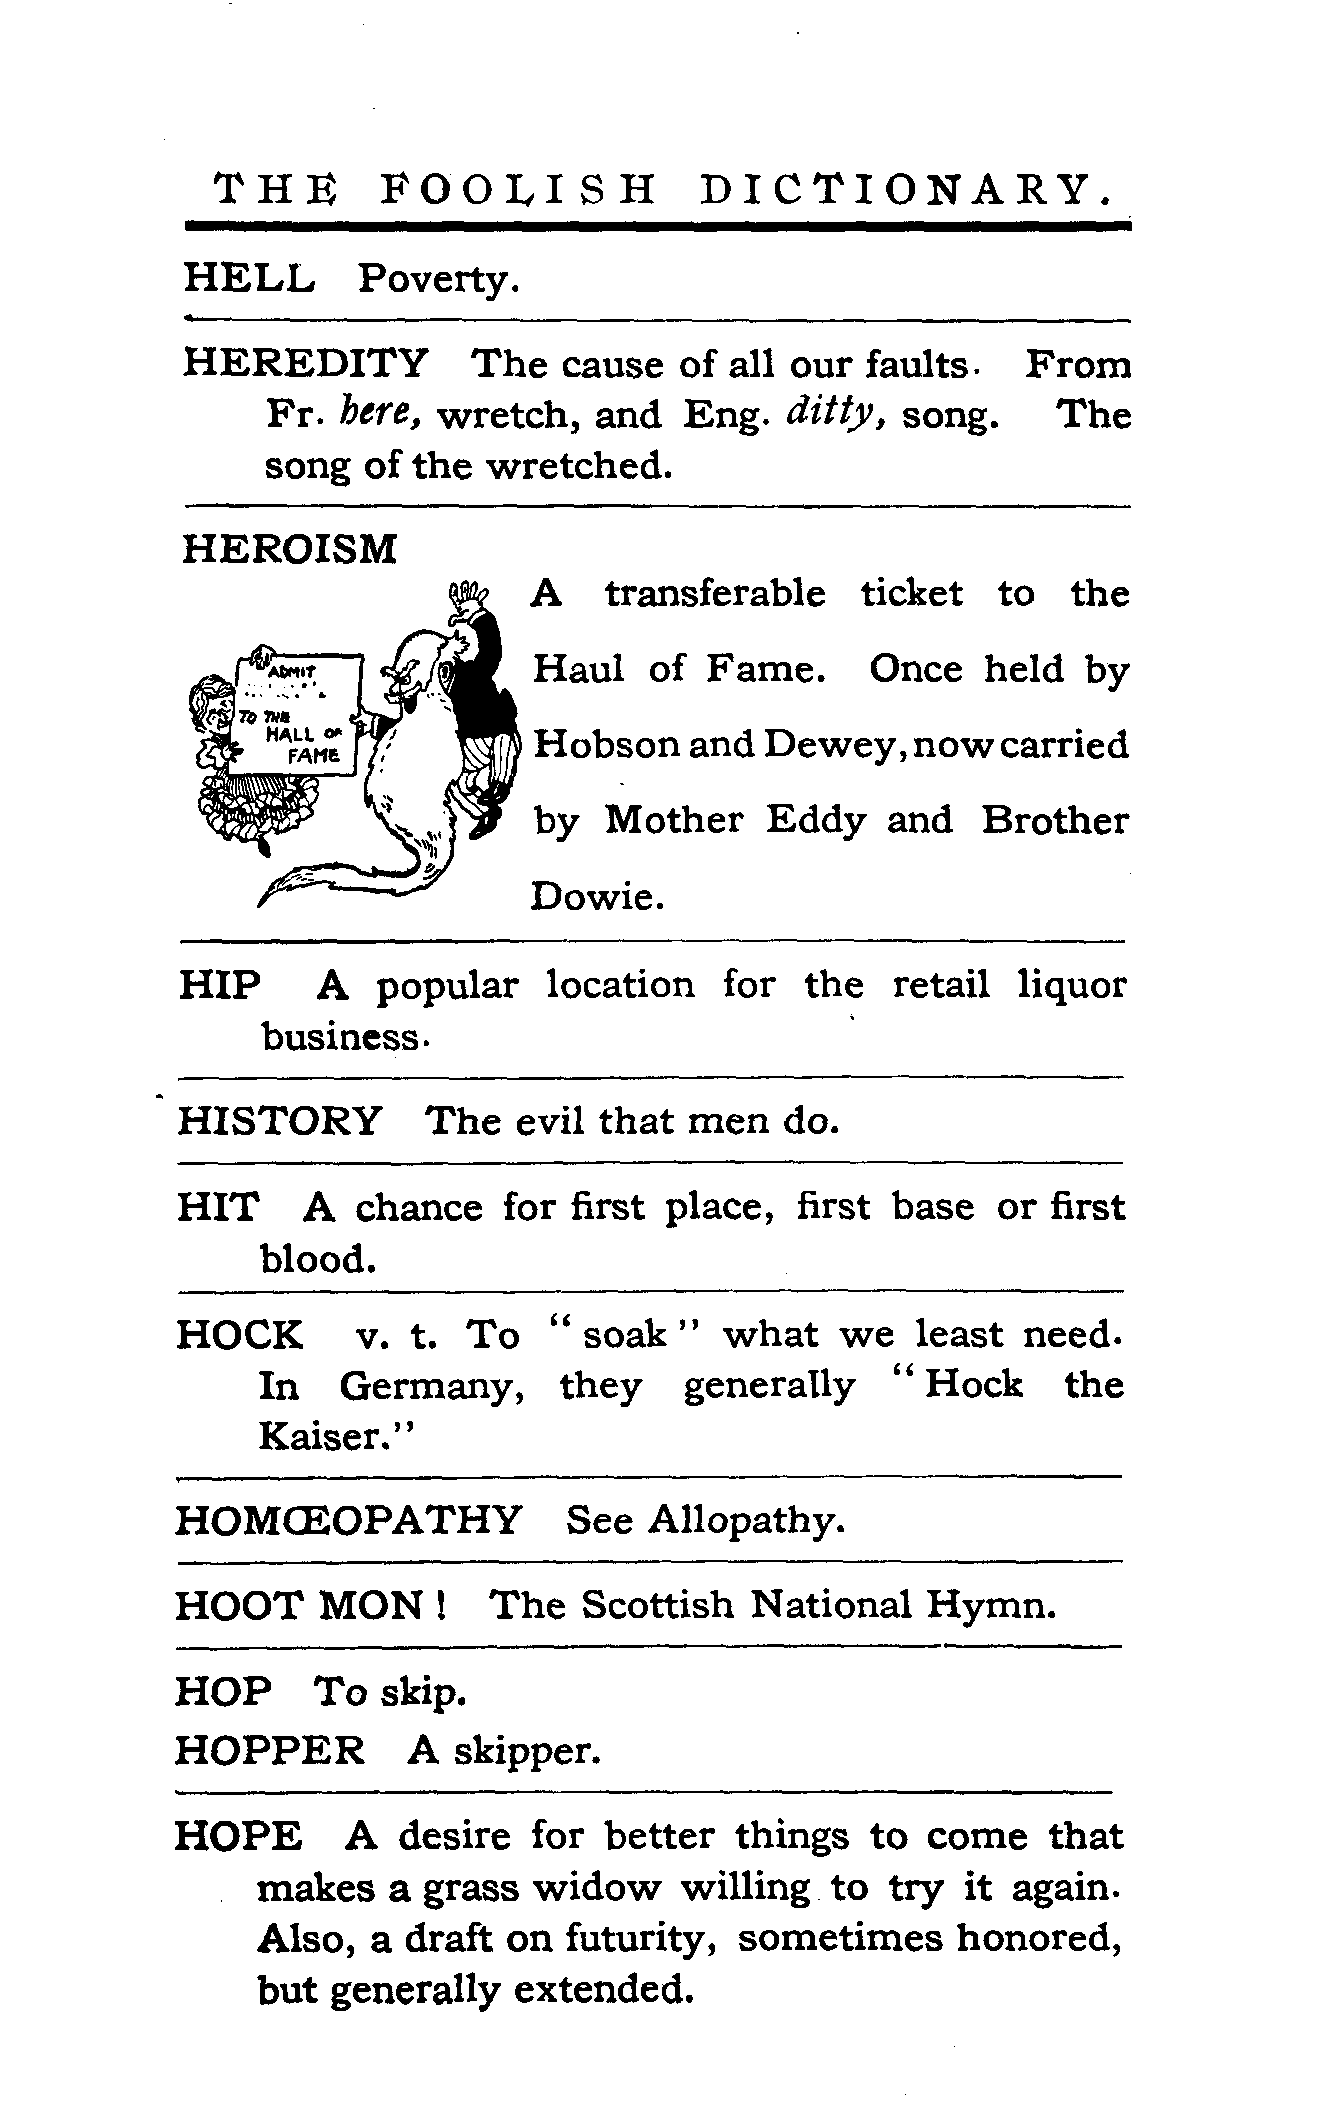 THE FOOLISH DICTIONARY.
HELL Poverty.
HEREDITY The cause of all our faults. From
Fr. here, wretch, and Eng. ditty, song. The
song of the wretched.
HEROISM
A transferable ticket to the
Haul of Fame. Once held by
Hobson and Dewey, now carried
by Mother Eddy and Brother
Dowie.
ADMIT
TO THE
HALL OF
FAME
HIP A popular location for the retail liquor
business.
HISTORY The evil that men do.
HIT A chance for first place, first base or first
blood.
HOCK v. t. To "soak" what we least need.
In Germany, they generally "Hock the
Kaiser."
HOMŒOPATHY See Allopathy.
HOOT MON! The Scottish National Hymn.
HOP To skip.
HOPPER A skipper.
HOPE A desire for better things to come that
makes a grass widow willing to try it again.
Also, a draft on futurity, sometimes honored,
but generally extended.